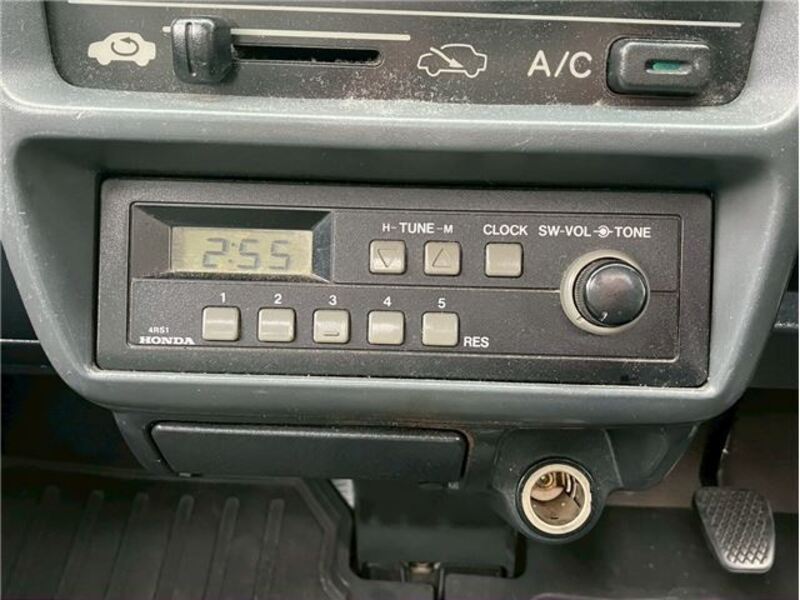 A/C
H-TUNE-M CLOCK SW-VOL TONE
2:55
1 2 3 4 5
4RS1
HONDA
RES